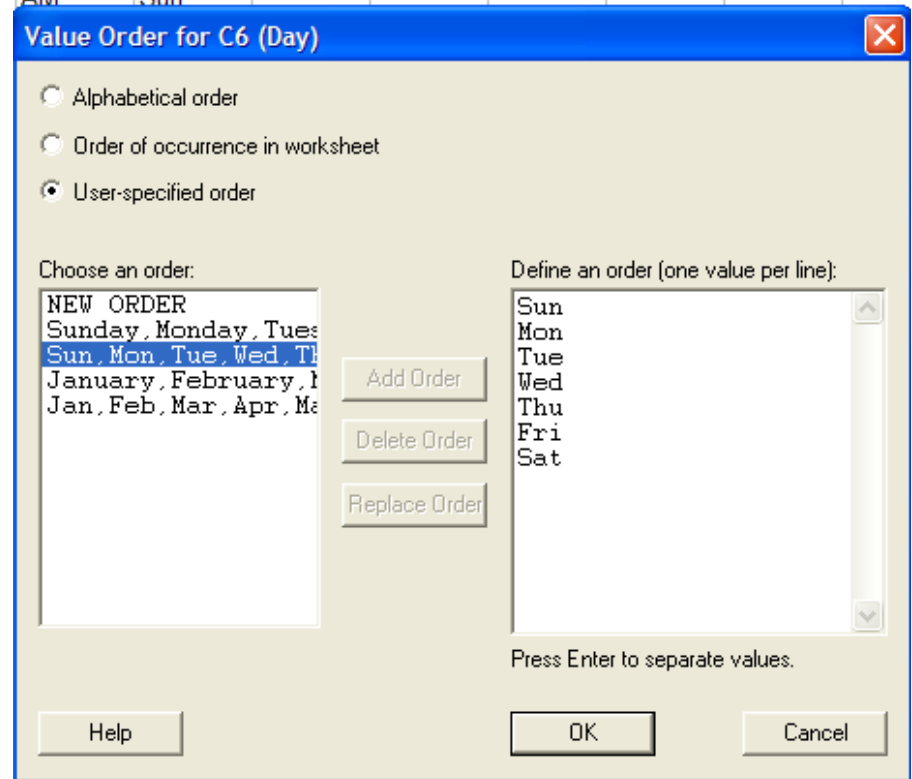 AM Sun
Value Order for C6 (Day)
Alphabetical order
Order of occurrence in worksheet
User-specified order
Choose an order:
NEW ORDER
Sunday,Monday,Tues
Sun,Mon,Tue,Wed,Th
January,February,M
Jan,Feb,Mar,Apr,Ma
Add Order
Delete Order
Replace Order
Define an order (one value per line):
Sun
Mon
Tue
Wed
Thu
Fri
Sat
Press Enter to separate values.
Help
OK
Cancel